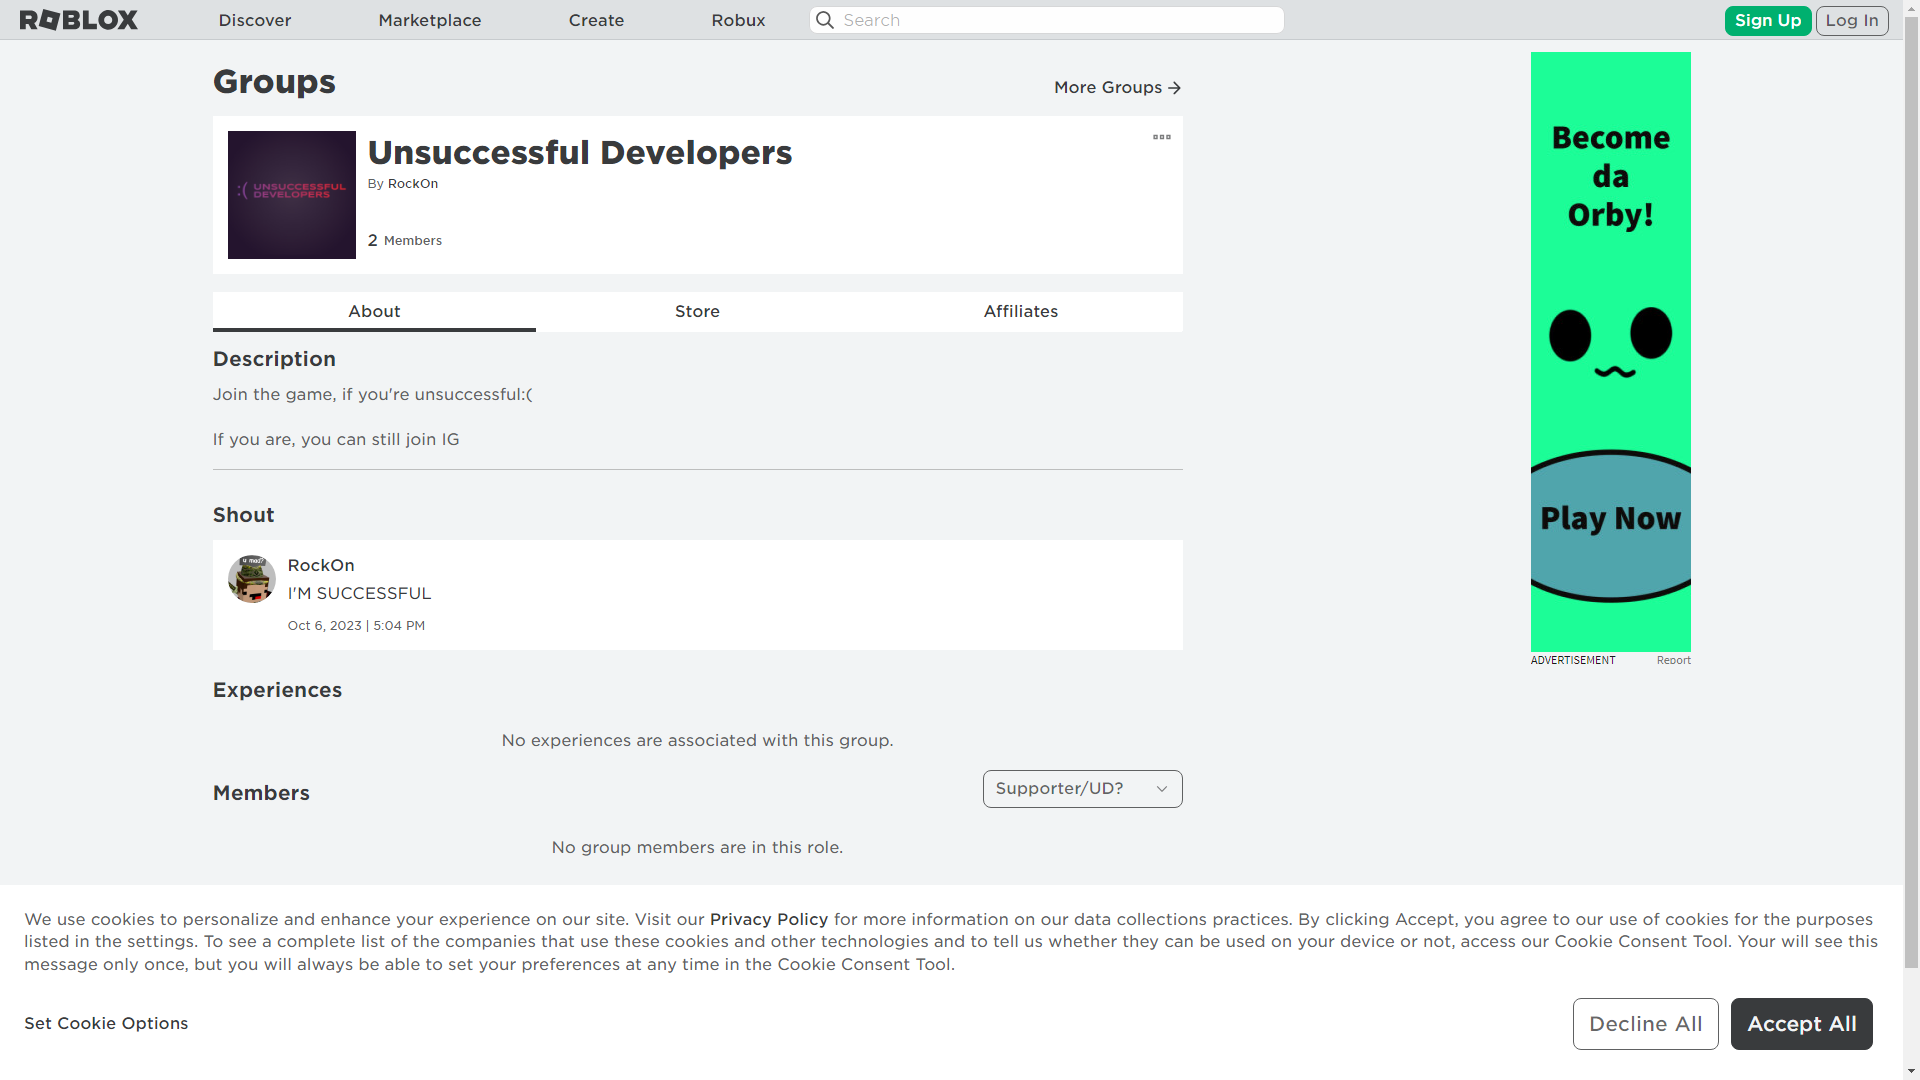 ROBLOX Discover Marketplace Create Robux Search Sign Up Log In
Groups
More Groups
:( UNSUCCESSFUL
DEVELOPERS
Unsuccessful Developers
By RockOn
2 Members
About Store Affiliates
Description
Join the game, if you're unsuccessful:(
If you are, you can still join IG
Shout
u mad?
RockOn
I'M SUCCESSFUL
Oct 6, 2023 | 5:04 PM
Experiences
No experiences are associated with this group.
Members
Supporter/UD?
No group members are in this role.
Become
da
Orby!
Play Now
ADVERTISEMENT Report
We use cookies to personalize and enhance your experience on our site. Visit our Privacy Policy for more information on our data collections practices. By clicking Accept, you agree to our use of cookies for the purposes
listed in the settings. To see a complete list of the companies that use these cookies and other technologies and to tell us whether they can be used on your device or not, access our Cookie Consent Tool. Your will see this
message only once, but you will always be able to set your preferences at any time in the Cookie Consent Tool.
Set Cookie Options
Decline All
Accept All